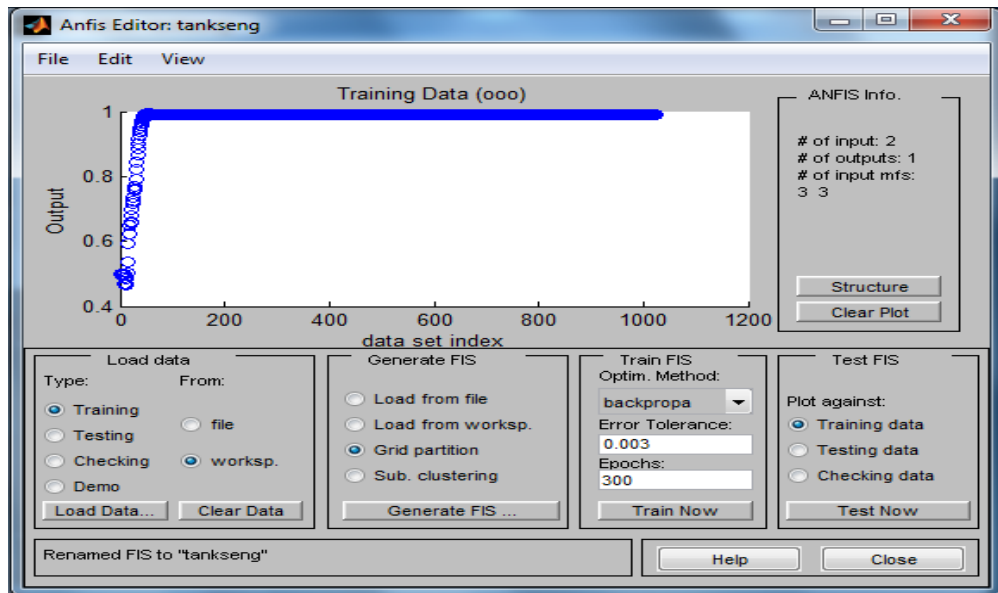 Anfis Editor: tankseng
File Edit View
Training Data (ooo)
1
0.8
0.6
0.4
Output
0 200 400 600 800 1000 1200
data set index
ANFIS Info.
# of input: 2
# of outputs: 1
# of input mfs:
3 3
Structure
Clear Plot
Load data
Type: From:
Training
Testing
Checking
Demo
file
worksp.
Load Data... Clear Data
Generate FIS
Load from file
Load from worksp.
Grid partition
Sub. clustering
Generate FIS ...
Train FIS
Optim. Method:
backpropa
Error Tolerance:
0.003
Epochs:
300
Train Now
Test FIS
Plot against:
Training data
Testing data
Checking data
Test Now
Renamed FIS to "tankseng"
Help Close